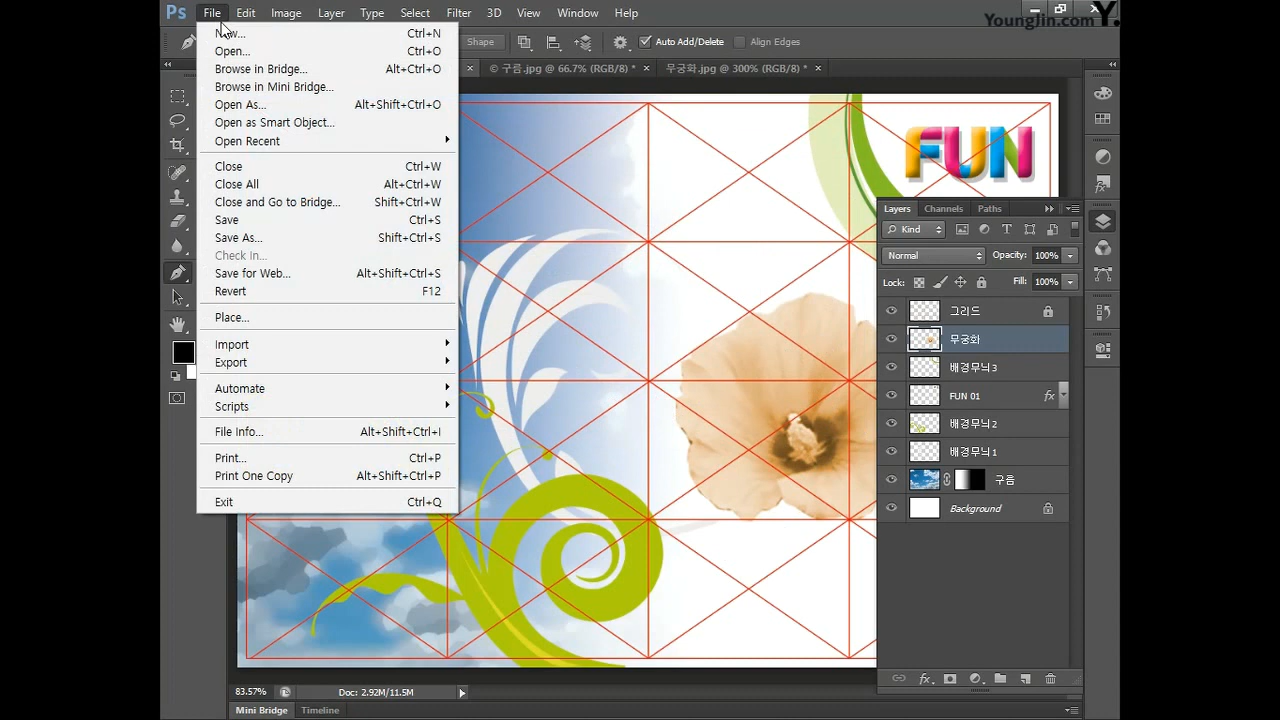 Ps File Edit Image Layer Type Select Filter 3D View Window Help
Younglin.com Y.
Shape Auto Add/Delete Align Edges
× © 구름.jpg @ 66.7% (RGB/8) * × 무궁화.jpg @ 300% (RGB/8) * ×
New... Ctrl+N
Open... Ctrl+O
Browse in Bridge... Alt+Ctrl+O
Browse in Mini Bridge...
Open As... Alt+Shift+Ctrl+O
Open as Smart Object...
Open Recent
Close Ctrl+W
Close All Alt+Ctrl+W
Close and Go to Bridge... Shift+Ctrl+W
Save Ctrl+S
Save As... Shift+Ctrl+S
Check In...
Save for Web... Alt+Shift+Ctrl+S
Revert F12
Place...
Import
Export
Automate
Scripts
File Info... Alt+Shift+Ctrl+I
Print... Ctrl+P
Print One Copy Alt+Shift+Ctrl+P
Exit Ctrl+Q
FUN
Layers Channels Paths
Kind
Normal Opacity: 100%
Lock: Fill: 100%
그리드
무궁화
배경무늬3
FUN 01 fx
배경무늬2
배경무늬1
구름
Background
fx
83.57% Doc: 2.92M/11.5M
Mini Bridge Timeline